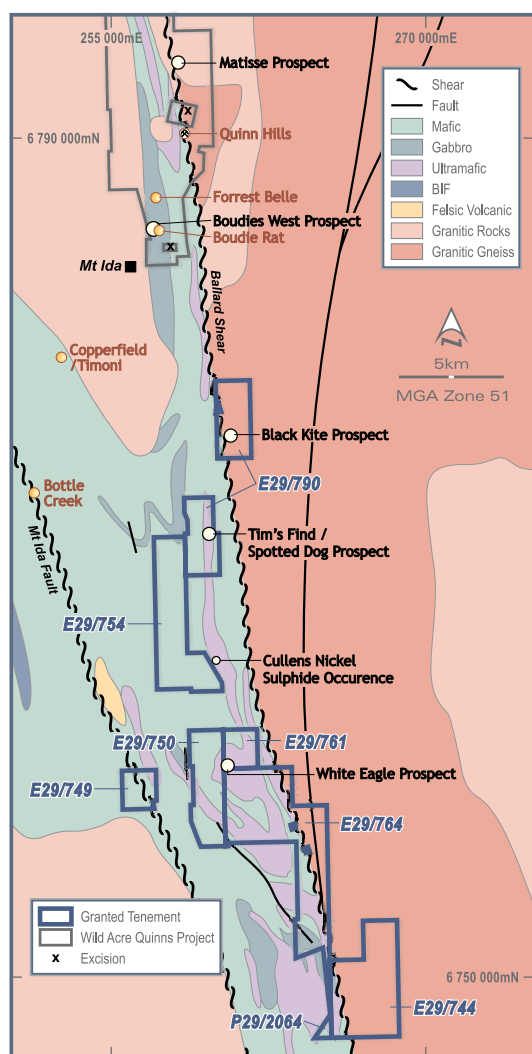 255 000mE
270 000mE
Matisse Prospect
6 790 000mN
Quinn Hills
Forrest Belle
Boudies West Prospect
Boudie Rat
Mt Ida
Ballard Shear
Copperfield
/Timoni
Shear
Fault
Mafic
Gabbro
Ultramafic
BIF
Felsic Volcanic
Granitic Rocks
Granitic Gneiss
5km
MGA Zone 51
Black Kite Prospect
E29/790
Bottle
Creek
Mt Ida Fault
Tim's Find /
Spotted Dog Prospect
E29/754
Cullens Nickel
Sulphide Occurence
E29/750
E29/761
White Eagle Prospect
E29/749
E29/764
Granted Tenement
Wild Acre Quinns Project
x Excision
6 750 000mN
E29/744
P29/2064